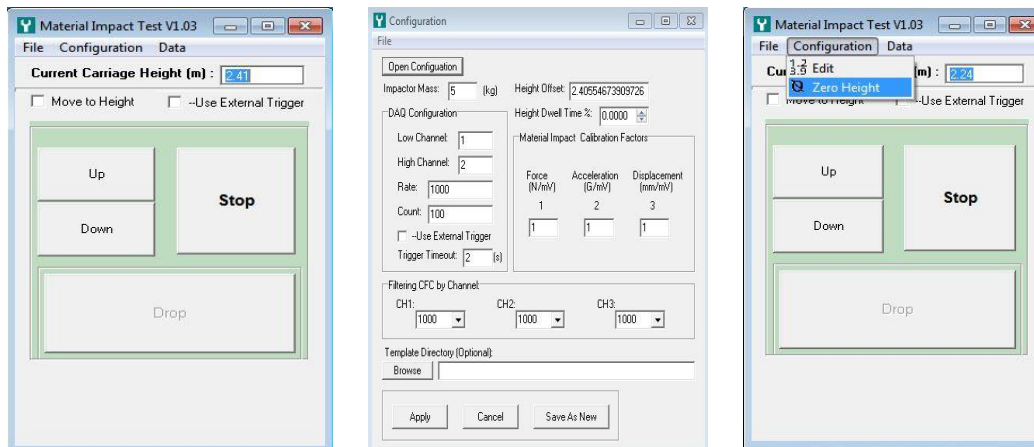 Material Impact Test V1.03
File Configuration Data
Current Carriage Height (m) : 2.41
Move to Height --Use External Trigger
Up
Down
Stop
Drop
Configuration
File
Open Configuation
Impactor Mass: 5 (kg) Height Offset: 2.40554673909726
Height Dwell Time %: 0.0000
DAQ Configuration
Low Channel: 1
High Channel: 2
Rate: 1000
Count: 100
--Use External Trigger
Trigger Timeout: 2 (s)
Material Impact Calibration Factors
Force (N/mV) Acceleration (G/mV) Displacement (mm/mV)
1 2 3
1 1 1
Filtering CFC by Channel
CH1: CH2: CH3:
1000 1000 1000
Template Directory (Optional):
Browse
Apply Cancel Save As New
Material Impact Test V1.03
File Configuration Data
Cu (m) : 2.24
Edit
Zero Height
Move to Height --Use External Trigger
Up
Down
Stop
Drop